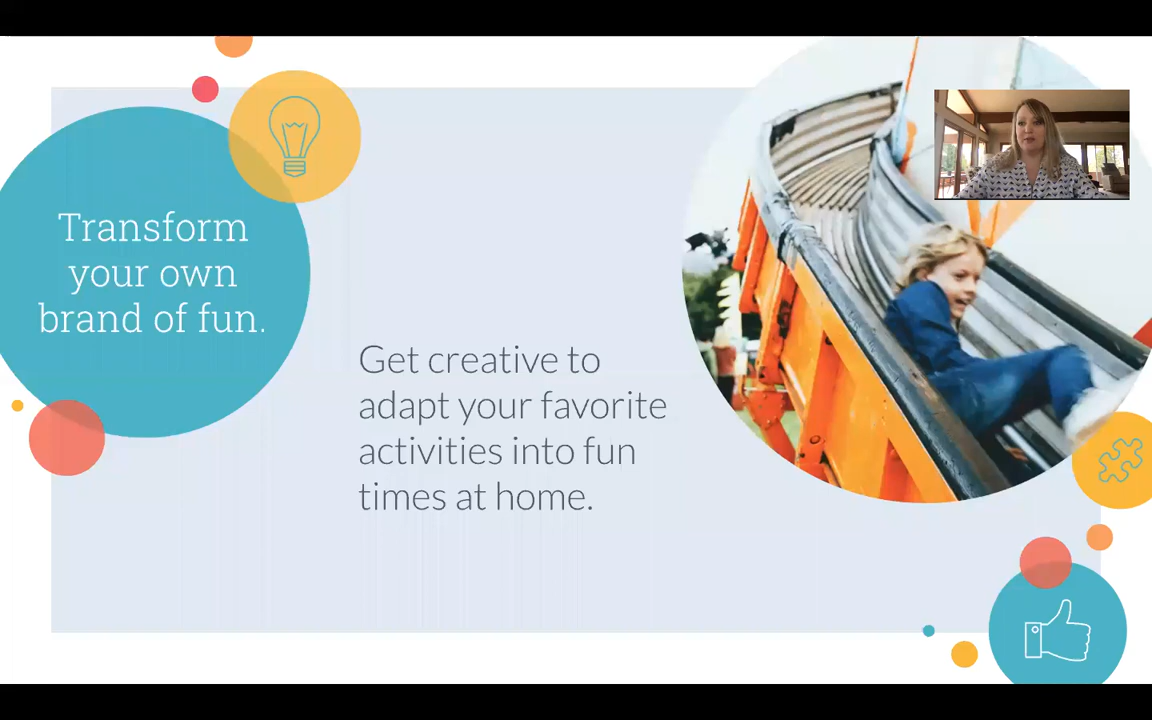 Transform
your own
brand of fun.
Get creative to
adapt your favorite
activities into fun
times at home.